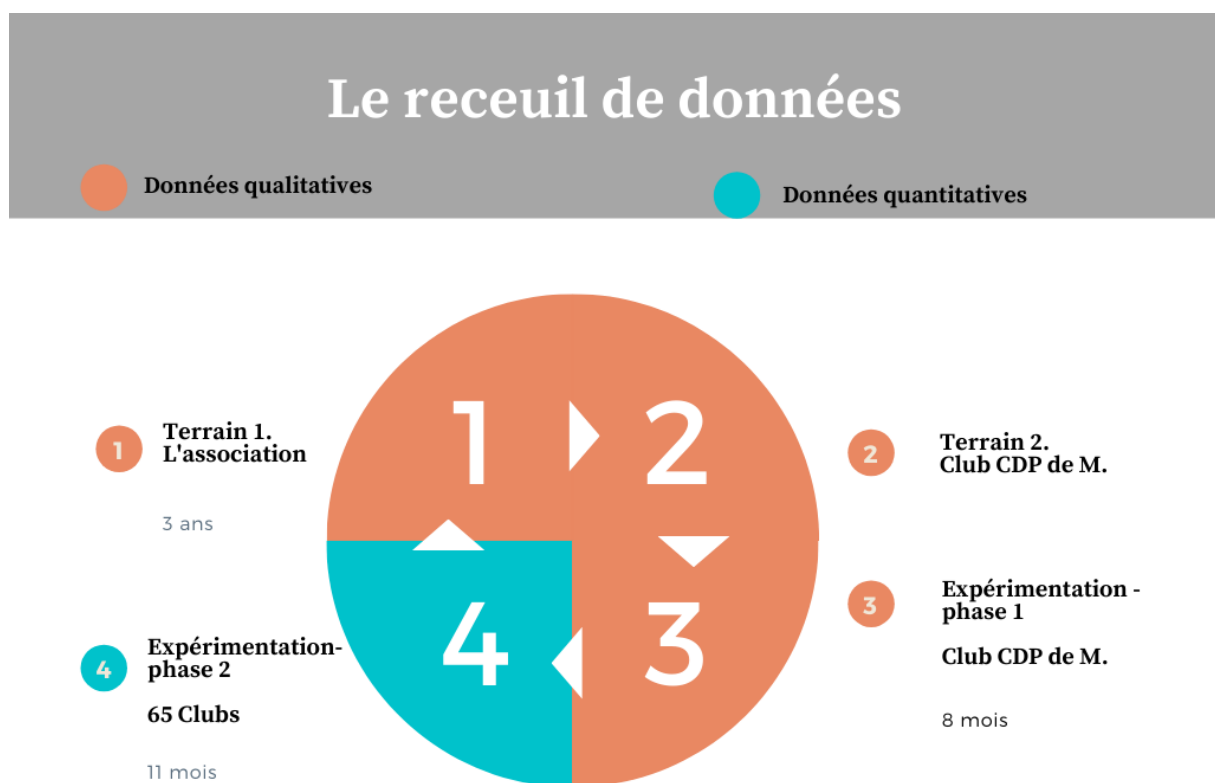 Le receuil de données
Données qualitatives
Données quantitatives
1
Terrain 1.
L'association
3 ans
1
2
2
Terrain 2.
Club CDP de M.
4
Expérimentation-
phase 2
65 Clubs
11 mois
4
3
3
Expérimentation -
phase 1
Club CDP de M.
8 mois